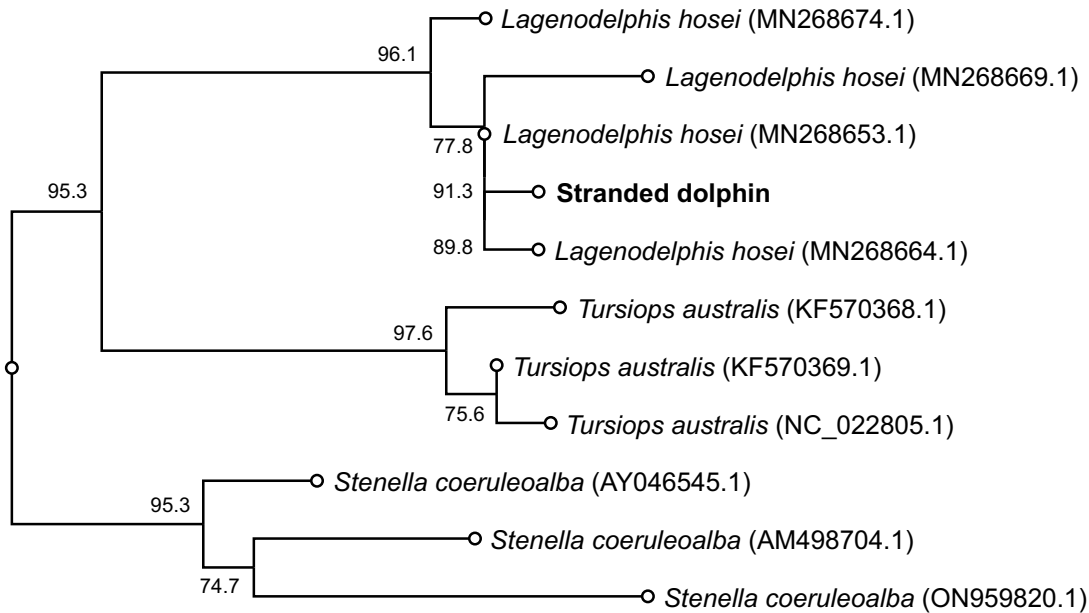 Lagenodelphis hosei (MN268674.1)
96.1
Lagenodelphis hosei (MN268669.1)
Lagenodelphis hosei (MN268653.1)
77.8
95.3
91.3
Stranded dolphin
89.8
Lagenodelphis hosei (MN268664.1)
Tursiops australis (KF570368.1)
97.6
Tursiops australis (KF570369.1)
75.6
Tursiops australis (NC_022805.1)
Stenella coeruleoalba (AY046545.1)
95.3
Stenella coeruleoalba (AM498704.1)
74.7
Stenella coeruleoalba (ON959820.1)